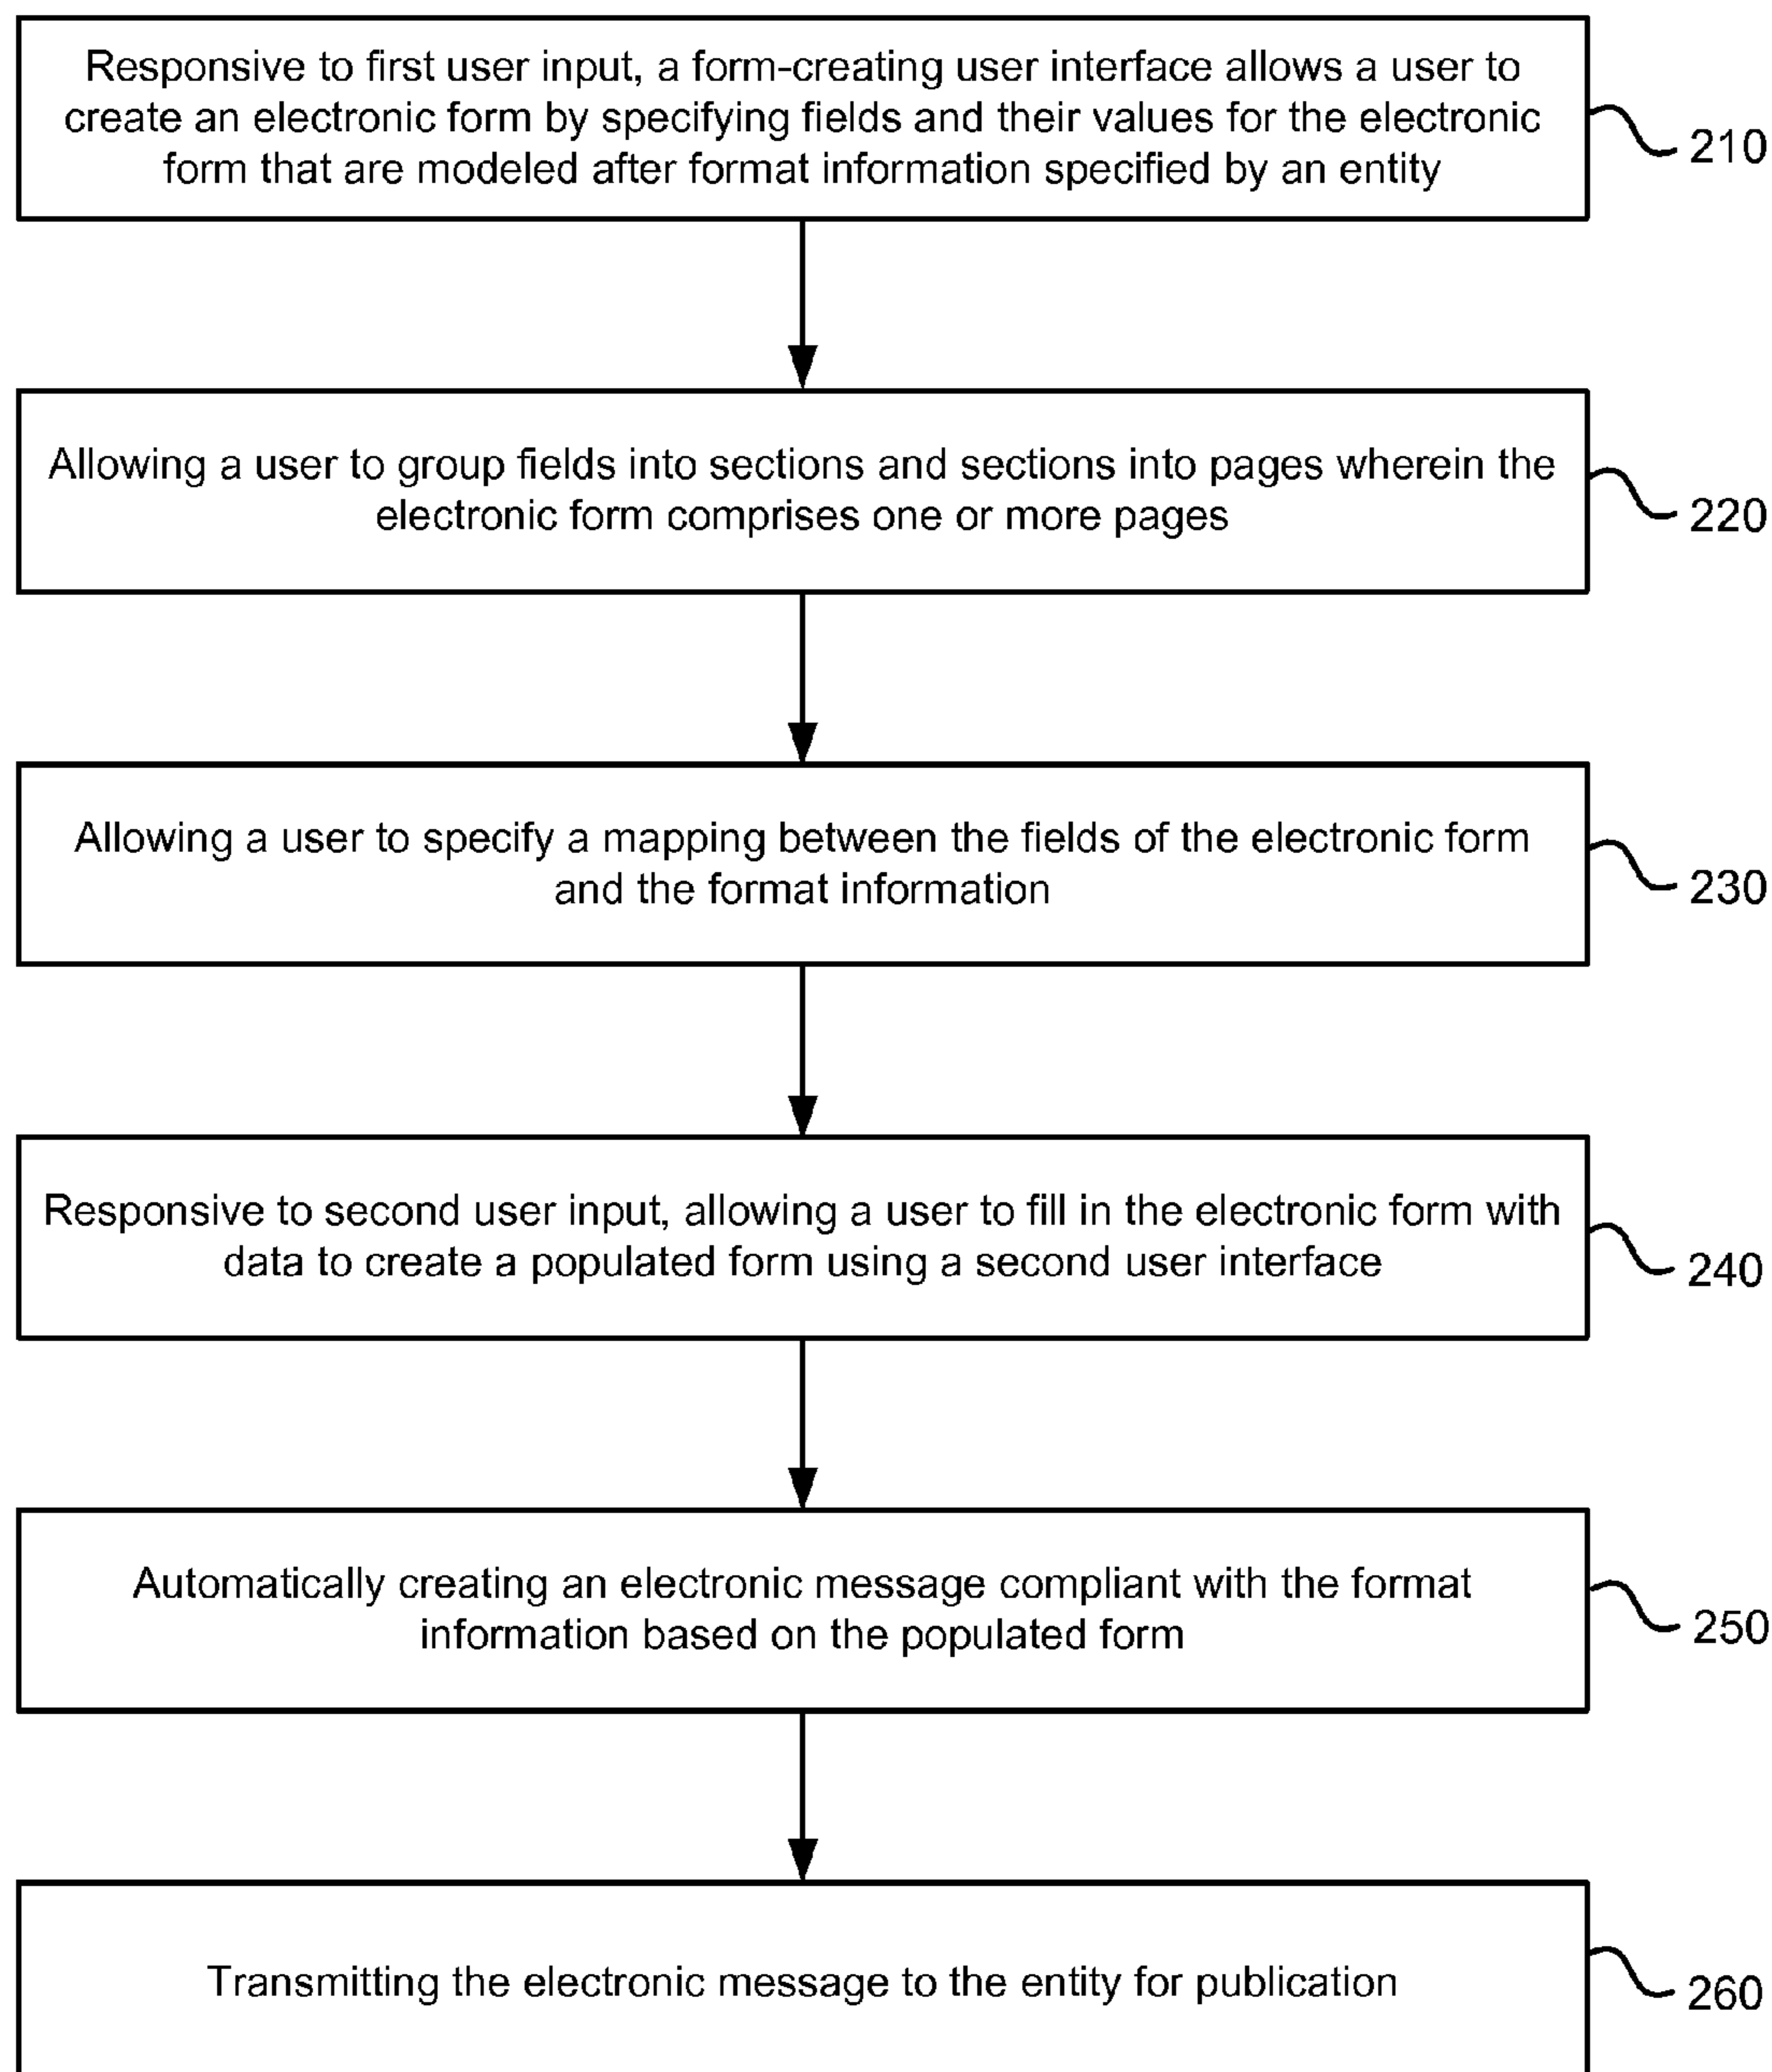 Responsive to first user input, a form-creating user interface allows a user to
create an electronic form by specifying fields and their values for the electronic
form that are modeled after format information specified by an entity
210
Allowing a user to group fields into sections and sections into pages wherein the
electronic form comprises one or more pages
220
Allowing a user to specify a mapping between the fields of the electronic form
and the format information
230
Responsive to second user input, allowing a user to fill in the electronic form with
data to create a populated form using a second user interface
240
Automatically creating an electronic message compliant with the format
information based on the populated form
250
Transmitting the electronic message to the entity for publication
260